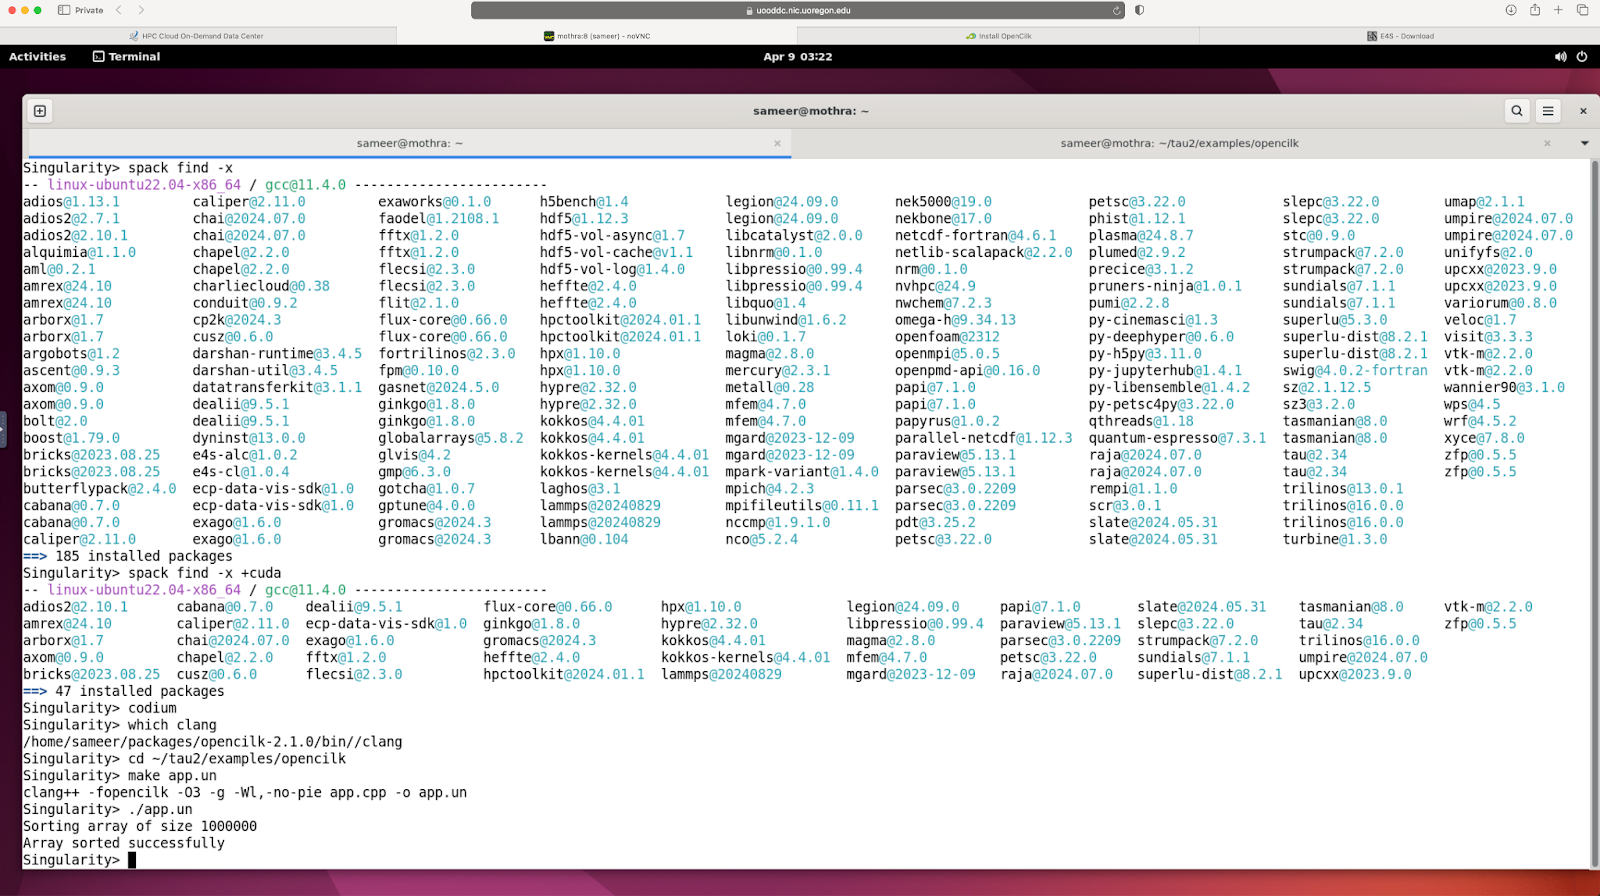 Private
uooddc.nic.uoregon.edu
HPC Cloud On-Demand Data Center
mothra:8 (sameer) - noVNC
Install OpenCilk
E4S - Download
Activities Terminal Apr 9 03:22
sameer@mothra: ~
sameer@mothra: ~ sameer@mothra: ~/tau2/examples/opencilk
Singularity> spack find -x
-- linux-ubuntu22.04-x86_64 / gcc@11.4.0 ------------------------
adios@1.13.1 caliper@2.11.0 exaworks@0.1.0 h5bench@1.4 legion@24.09.0 nek5000@19.0 petsc@3.22.0 slepc@3.22.0 umap@2.1.1
adios2@2.7.1 chai@2024.07.0 faodel@1.2108.1 hdf5@1.12.3 legion@24.09.0 nekbone@17.0 phist@1.12.1 slepc@3.22.0 umpire@2024.07.0
adios2@2.10.1 chai@2024.07.0 fftx@1.2.0 hdf5-vol-async@1.7 libcatalyst@2.0.0 netcdf-fortran@4.6.1 plasma@24.8.7 stc@0.9.0 umpire@2024.07.0
alquimia@1.1.0 chapel@2.2.0 fftx@1.2.0 hdf5-vol-cache@v1.1 libnrm@0.1.0 netlib-scalapack@2.2.0 plumed@2.9.2 strumpack@7.2.0 unifyfs@2.0
aml@0.2.1 chapel@2.2.0 flecsi@2.3.0 hdf5-vol-log@1.4.0 libpressio@0.99.4 nrm@0.1.0 precice@3.1.2 strumpack@7.2.0 upcxx@2023.9.0
amrex@24.10 charliecloud@0.38 flecsi@2.3.0 heffte@2.4.0 libpressio@0.99.4 nvhpc@24.9 pruners-ninja@1.0.1 sundials@7.1.1 upcxx@2023.9.0
amrex@24.10 conduit@0.9.2 flit@2.1.0 heffte@2.4.0 libquo@1.4 nwchem@7.2.3 pumi@2.2.8 sundials@7.1.1 variorum@0.8.0
arborx@1.7 cp2k@2024.3 flux-core@0.66.0 hpctoolkit@2024.01.1 libunwind@1.6.2 omega-h@9.34.13 py-cinemasci@1.3 superlu@5.3.0 veloc@1.7
arborx@1.7 cusz@0.6.0 flux-core@0.66.0 hpctoolkit@2024.01.1 loki@0.1.7 openfoam@2312 py-deephyper@0.6.0 superlu-dist@8.2.1 visit@3.3.3
argobots@1.2 darshan-runtime@3.4.5 fortrilinos@2.3.0 hpx@1.10.0 magma@2.8.0 openmpi@5.0.5 py-h5py@3.11.0 superlu-dist@8.2.1 vtk-m@2.2.0
ascent@0.9.3 darshan-util@3.4.5 fpm@0.10.0 hpx@1.10.0 mercury@2.3.1 openpmd-api@0.16.0 py-jupyterhub@1.4.1 swig@4.0.2-fortran vtk-m@2.2.0
axom@0.9.0 datatransferkit@3.1.1 gasnet@2024.5.0 hypre@2.32.0 metall@0.28 papi@7.1.0 py-libensemble@1.4.2 sz@2.1.12.5 wannier90@3.1.0
axom@0.9.0 dealii@9.5.1 ginkgo@1.8.0 hypre@2.32.0 mfem@4.7.0 papi@7.1.0 py-petsc4py@3.22.0 sz3@3.2.0 wps@4.5
bolt@2.0 dealii@9.5.1 ginkgo@1.8.0 kokkos@4.4.01 mfem@4.7.0 papyrus@1.0.2 qthreads@1.18 tasmanian@8.0 wrf@4.5.2
boost@1.79.0 dyninst@13.0.0 globalarrays@5.8.2 kokkos@4.4.01 mgard@2023-12-09 parallel-netcdf@1.12.3 quantum-espresso@7.3.1 tasmanian@8.0 xyce@7.8.0
bricks@2023.08.25 e4s-alc@1.0.2 glvis@4.2 kokkos-kernels@4.4.01 mgard@2023-12-09 paraview@5.13.1 raja@2024.07.0 tau@2.34 zfp@0.5.5
bricks@2023.08.25 e4s-cl@1.0.4 gmp@6.3.0 kokkos-kernels@4.4.01 mpark-variant@1.4.0 paraview@5.13.1 raja@2024.07.0 tau@2.34 zfp@0.5.5
butterflypack@2.4.0 ecp-data-vis-sdk@1.0 gotcha@1.0.7 laghos@3.1 mpich@4.2.3 parsec@3.0.2209 rempi@1.1.0 trilinos@13.0.1
cabana@0.7.0 ecp-data-vis-sdk@1.0 gptune@4.0.0 lammps@20240829 mpifileutils@0.11.1 parsec@3.0.2209 scr@3.0.1 trilinos@16.0.0
cabana@0.7.0 exago@1.6.0 gromacs@2024.3 lammps@20240829 nccmp@1.9.1.0 pdt@3.25.2 slate@2024.05.31 trilinos@16.0.0
caliper@2.11.0 exago@1.6.0 gromacs@2024.3 lbann@0.104 nco@5.2.4 petsc@3.22.0 slate@2024.05.31 turbine@1.3.0
==> 185 installed packages
Singularity> spack find -x +cuda
-- linux-ubuntu22.04-x86_64 / gcc@11.4.0 ------------------------
adios2@2.10.1 cabana@0.7.0 dealii@9.5.1 flux-core@0.66.0 hpx@1.10.0 legion@24.09.0 papi@7.1.0 slate@2024.05.31 tasmanian@8.0 vtk-m@2.2.0
amrex@24.10 caliper@2.11.0 ecp-data-vis-sdk@1.0 ginkgo@1.8.0 hypre@2.32.0 libpressio@0.99.4 paraview@5.13.1 slepc@3.22.0 tau@2.34 zfp@0.5.5
arborx@1.7 chai@2024.07.0 exago@1.6.0 gromacs@2024.3 kokkos@4.4.01 magma@2.8.0 parsec@3.0.2209 strumpack@7.2.0 trilinos@16.0.0
axom@0.9.0 chapel@2.2.0 fftx@1.2.0 heffte@2.4.0 kokkos-kernels@4.4.01 mfem@4.7.0 petsc@3.22.0 sundials@7.1.1 umpire@2024.07.0
bricks@2023.08.25 cusz@0.6.0 flecsi@2.3.0 hpctoolkit@2024.01.1 lammps@20240829 mgard@2023-12-09 raja@2024.07.0 superlu-dist@8.2.1 upcxx@2023.9.0
==> 47 installed packages
Singularity> codium
Singularity> which clang
/home/sameer/packages/opencilk-2.1.0/bin//clang
Singularity> cd ~/tau2/examples/opencilk
Singularity> make app.un
clang++ -fopencilk -O3 -g -Wl,-no-pie app.cpp -o app.un
Singularity> ./app.un
Sorting array of size 1000000
Array sorted successfully
Singularity>